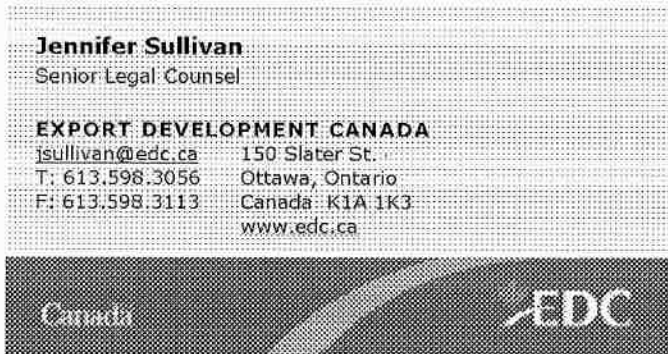 Jennifer Sullivan
Senior Legal Counsel
EXPORT DEVELOPMENT CANADA
jsullivan@edc.ca 150 Slater St.
T: 613.598.3056 Ottawa, Ontario
F: 613.598.3113 Canada K1A 1K3
www.edc.ca
Canada EDC